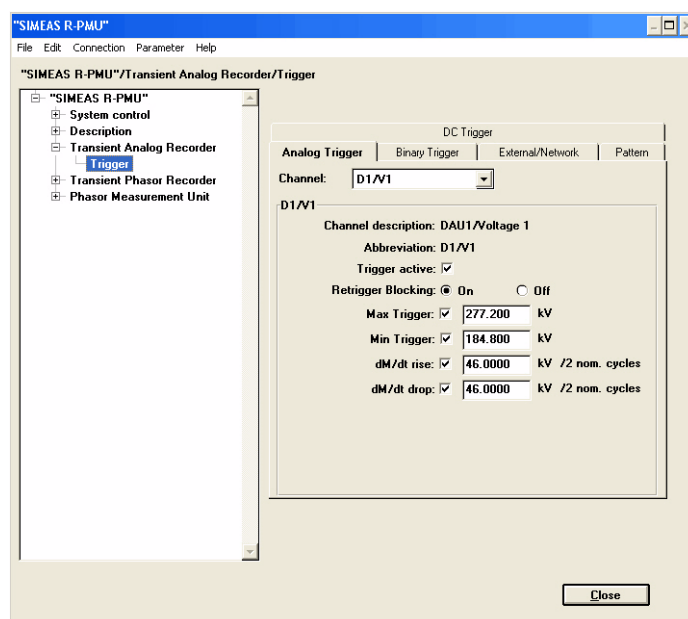 "SIMEAS R-PMU"
File Edit Connection Parameter Help
"SIMEAS R-PMU"/Transient Analog Recorder/Trigger
"SIMEAS R-PMU"
System control
Description
Transient Analog Recorder
Trigger
Transient Phasor Recorder
Phasor Measurement Unit
DC Trigger
Analog Trigger Binary Trigger External/Network Pattern
Channel: D1/V1
D1/V1
Channel description: DAU1/Voltage 1
Abbreviation: D1/V1
Trigger active:
Retrigger Blocking: On Off
Max Trigger: 277.200 kV
Min Trigger: 184.800 kV
dM/dt rise: 46.0000 kV /2 nom. cycles
dM/dt drop: 46.0000 kV /2 nom. cycles
Close